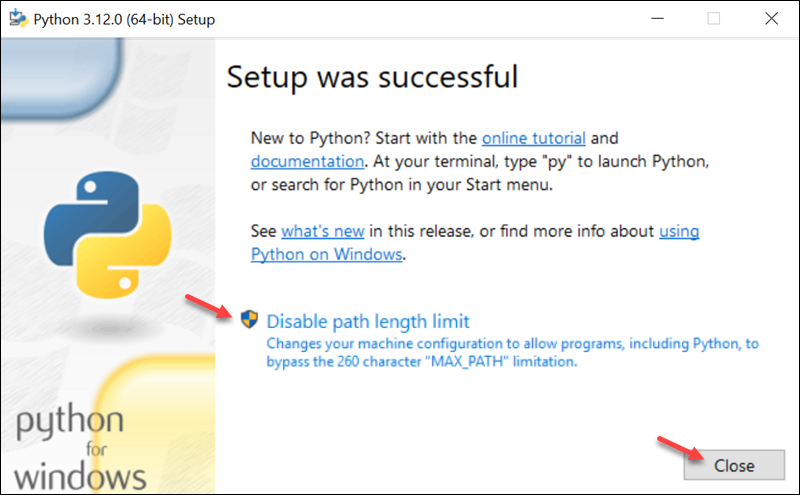 Python 3.12.0 (64-bit) Setup
Setup was successful
New to Python? Start with the online tutorial and
documentation. At your terminal, type "py" to launch Python,
or search for Python in your Start menu.
See what's new in this release, or find more info about using
Python on Windows.
Disable path length limit
Changes your machine configuration to allow programs, including Python, to
bypass the 260 character "MAX_PATH" limitation.
python
for
windows
Close